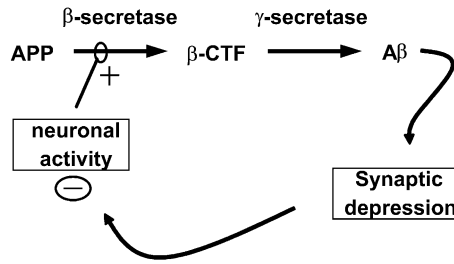 β-secretase γ-secretase
APP β-CTF Aβ
+
neuronal
activity
−
Synaptic
depression